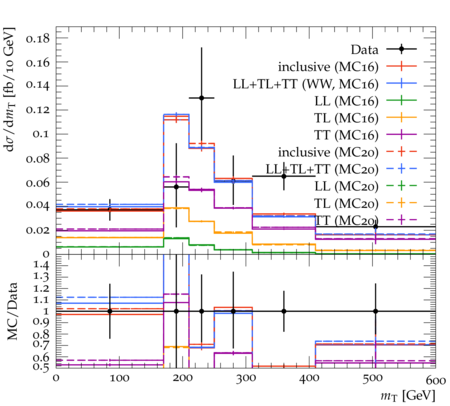 dσ/dm_T [fb/10 GeV]
0.18
0.16
0.14
0.12
0.1
0.08
0.06
0.04
0.02
0
Data
inclusive (MC16)
LL+TL+TT (WW, MC16)
LL (MC16)
TL (MC16)
TT (MC16)
inclusive (MC20)
LL+TL+TT (MC20)
LL (MC20)
TL (MC20)
TT (MC20)
MC/Data
1.4
1.3
1.2
1.1
1
0.9
0.8
0.7
0.6
0.5
0 100 200 300 400 500 600
m_T [GeV]